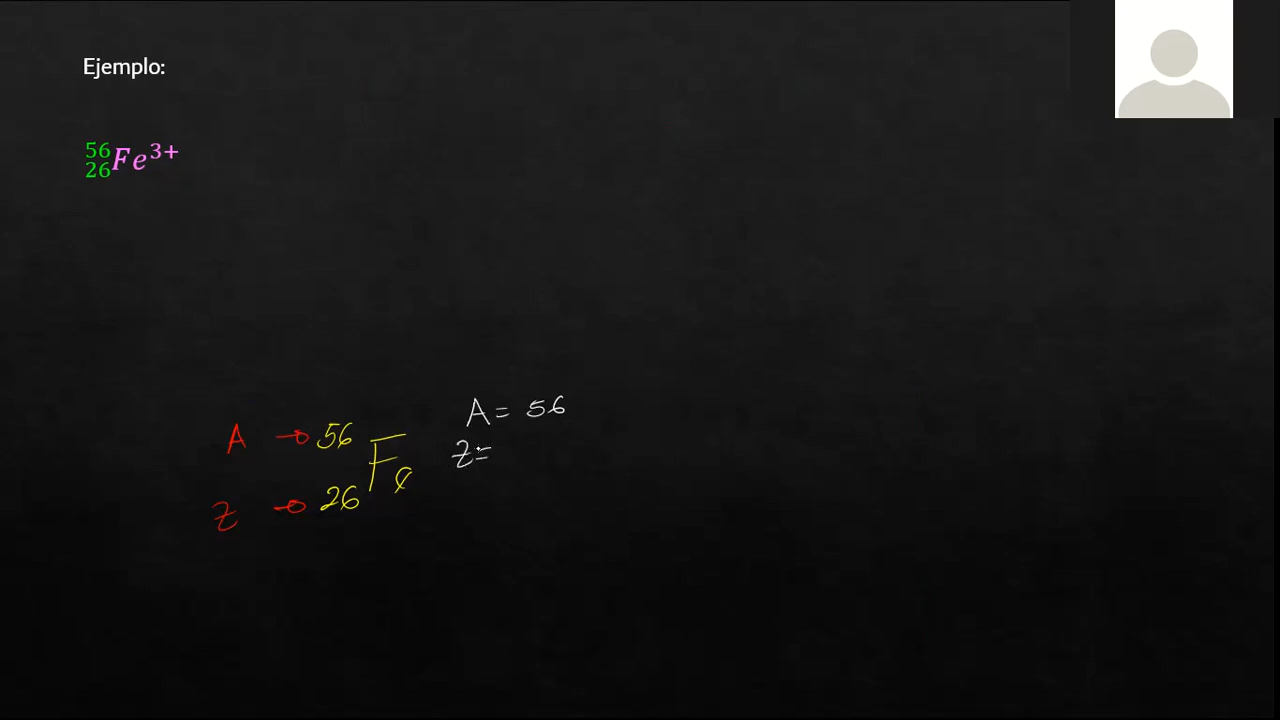 Ejemplo:
⁵⁶₂₆Fe³⁺
A → 56
Z → 26
Fe
A = 56
Z =